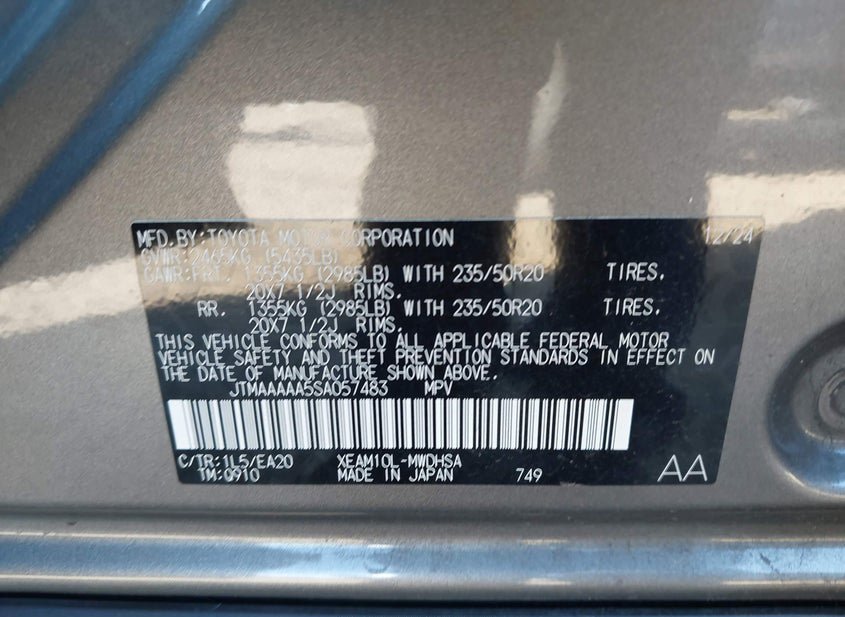 MFD.BY:TOYOTA MOTOR CORPORATION 12/24
GVWR:2465KG (5435LB)
GAWR:FRT. 1355KG (2985LB) WITH 235/50R20 TIRES.
20X7 1/2J RIMS.
RR. 1355KG (2985LB) WITH 235/50R20 TIRES.
20X7 1/2J RIMS.
THIS VEHICLE CONFORMS TO ALL APPLICABLE FEDERAL MOTOR
VEHICLE SAFETY AND THEFT PREVENTION STANDARDS IN EFFECT ON
THE DATE OF MANUFACTURE SHOWN ABOVE.
JTMAAAAA5SA057483 MPV
C/TR:1L5/EA20 XEAM10L-MWDHSA
TM:0910 MADE IN JAPAN 749 AA